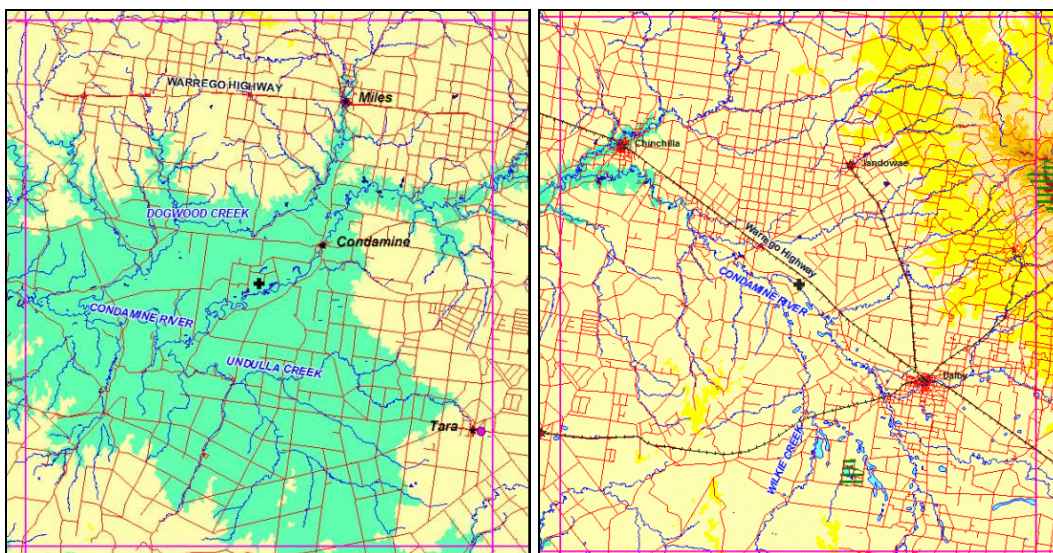 WARREGO HIGHWAY
Miles
DOGWOOD CREEK
Condamine
CONDAMINE RIVER
UNDULLA CREEK
Tara
Chinchilla
Jandowae
Warrego Highway
CONDAMINE RIVER
Dalby
WILKIE CREEK